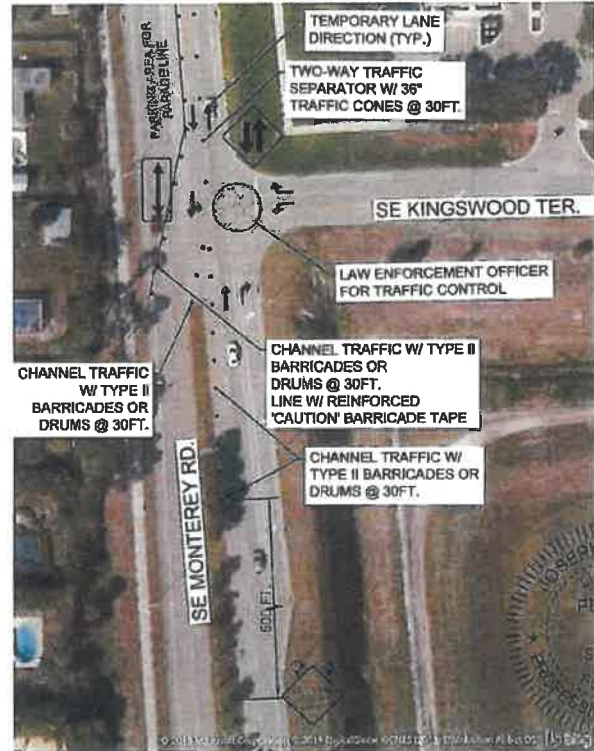 TEMPORARY LANE
DIRECTION (TYP.)
PARKING AREA FOR
PARADE LINE
TWO-WAY TRAFFIC
SEPARATOR W/ 36"
TRAFFIC CONES @ 30FT.
SE KINGSWOOD TER.
LAW ENFORCEMENT OFFICER
FOR TRAFFIC CONTROL
CHANNEL TRAFFIC
W/ TYPE II
BARRICADES OR
DRUMS @ 30FT.
CHANNEL TRAFFIC W/ TYPE II
BARRICADES OR
DRUMS @ 30FT.
LINE W/ REINFORCED
'CAUTION' BARRICADE TAPE
CHANNEL TRAFFIC W/
TYPE II BARRICADES OR
DRUMS @ 30FT.
SE MONTEREY RD.
FT.